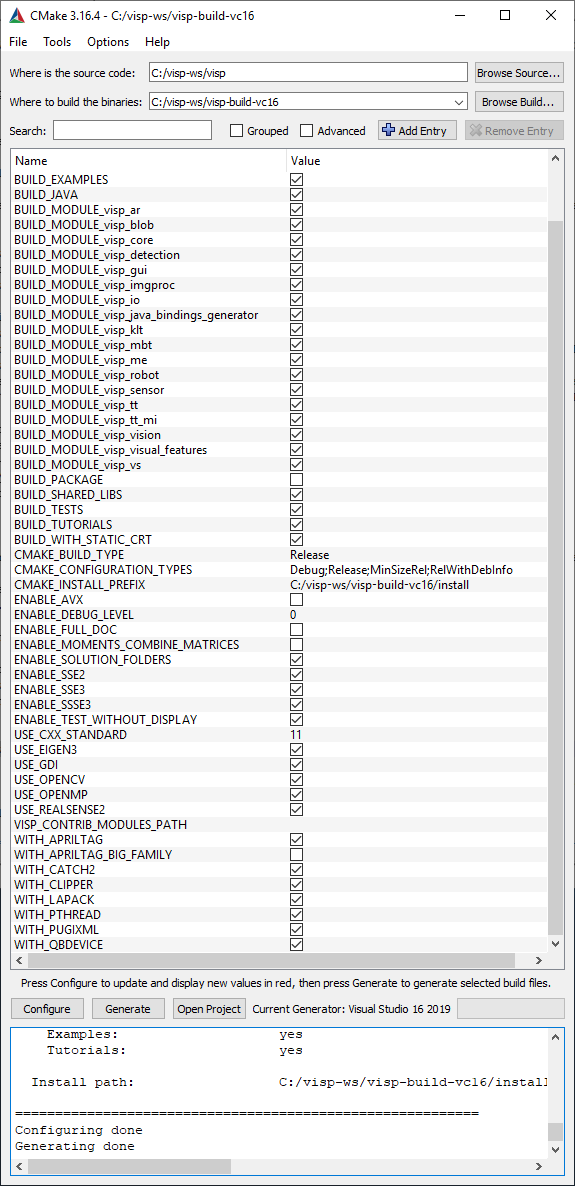 CMake 3.16.4 - C:/visp-ws/visp-build-vc16
File Tools Options Help
Where is the source code: C:/visp-ws/visp Browse Source...
Where to build the binaries: C:/visp-ws/visp-build-vc16 Browse Build...
Search: Grouped Advanced Add Entry Remove Entry
Name Value
BUILD_EXAMPLES
BUILD_JAVA
BUILD_MODULE_visp_ar
BUILD_MODULE_visp_blob
BUILD_MODULE_visp_core
BUILD_MODULE_visp_detection
BUILD_MODULE_visp_gui
BUILD_MODULE_visp_imgproc
BUILD_MODULE_visp_io
BUILD_MODULE_visp_java_bindings_generator
BUILD_MODULE_visp_klt
BUILD_MODULE_visp_mbt
BUILD_MODULE_visp_me
BUILD_MODULE_visp_robot
BUILD_MODULE_visp_sensor
BUILD_MODULE_visp_tt
BUILD_MODULE_visp_tt_mi
BUILD_MODULE_visp_vision
BUILD_MODULE_visp_visual_features
BUILD_MODULE_visp_vs
BUILD_PACKAGE
BUILD_SHARED_LIBS
BUILD_TESTS
BUILD_TUTORIALS
BUILD_WITH_STATIC_CRT
CMAKE_BUILD_TYPE Release
CMAKE_CONFIGURATION_TYPES Debug;Release;MinSizeRel;RelWithDebInfo
CMAKE_INSTALL_PREFIX C:/visp-ws/visp-build-vc16/install
ENABLE_AVX
ENABLE_DEBUG_LEVEL 0
ENABLE_FULL_DOC
ENABLE_MOMENTS_COMBINE_MATRICES
ENABLE_SOLUTION_FOLDERS
ENABLE_SSE2
ENABLE_SSE3
ENABLE_SSSE3
ENABLE_TEST_WITHOUT_DISPLAY
USE_CXX_STANDARD 11
USE_EIGEN3
USE_GDI
USE_OPENCV
USE_OPENMP
USE_REALSENSE2
VISP_CONTRIB_MODULES_PATH
WITH_APRILTAG
WITH_APRILTAG_BIG_FAMILY
WITH_CATCH2
WITH_CLIPPER
WITH_LAPACK
WITH_PTHREAD
WITH_PUGIXML
WITH_QBDEVICE
Press Configure to update and display new values in red, then press Generate to generate selected build files.
Configure Generate Open Project Current Generator: Visual Studio 16 2019
Examples: yes
Tutorials: yes
Install path: C:/visp-ws/visp-build-vc16/install
==========================================================
Configuring done
Generating done